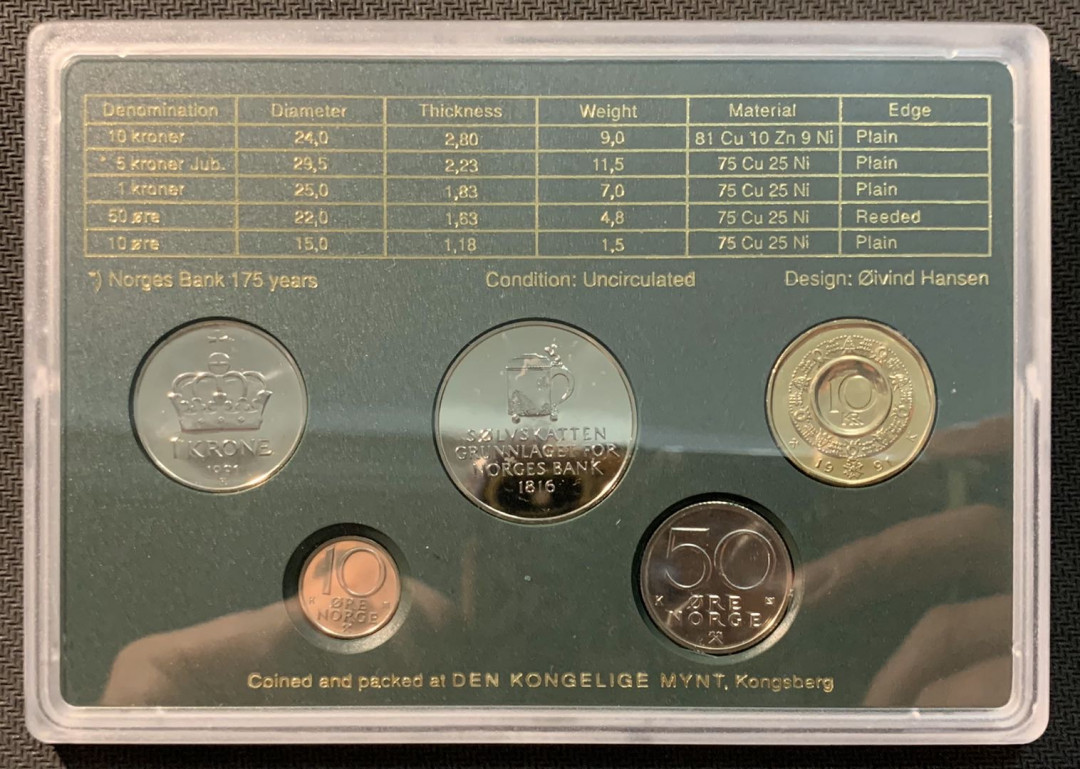 Denomination Diameter Thickness Weight Material Edge
10 kroner 24,0 2,80 9,0 81 Cu 10 Zn 9 Ni Plain
* 5 kroner Jub. 29,5 2,23 11,5 75 Cu 25 Ni Plain
1 kroner 25,0 1,83 7,0 75 Cu 25 Ni Plain
50 øre 22,0 1,63 4,8 75 Cu 25 Ni Reeded
10 øre 15,0 1,18 1,5 75 Cu 25 Ni Plain
*) Norges Bank 175 years Condition: Uncirculated Design: Øivind Hansen
1 KRONE
1991
SØLVSKATTEN
GRUNNLAGET FOR
NORGES BANK
1816
10
KR
K
1991
10
ØRE
K
NORGE
50
ØRE
K
NORGE
Coined and packed at DEN KONGELIGE MYNT, Kongsberg